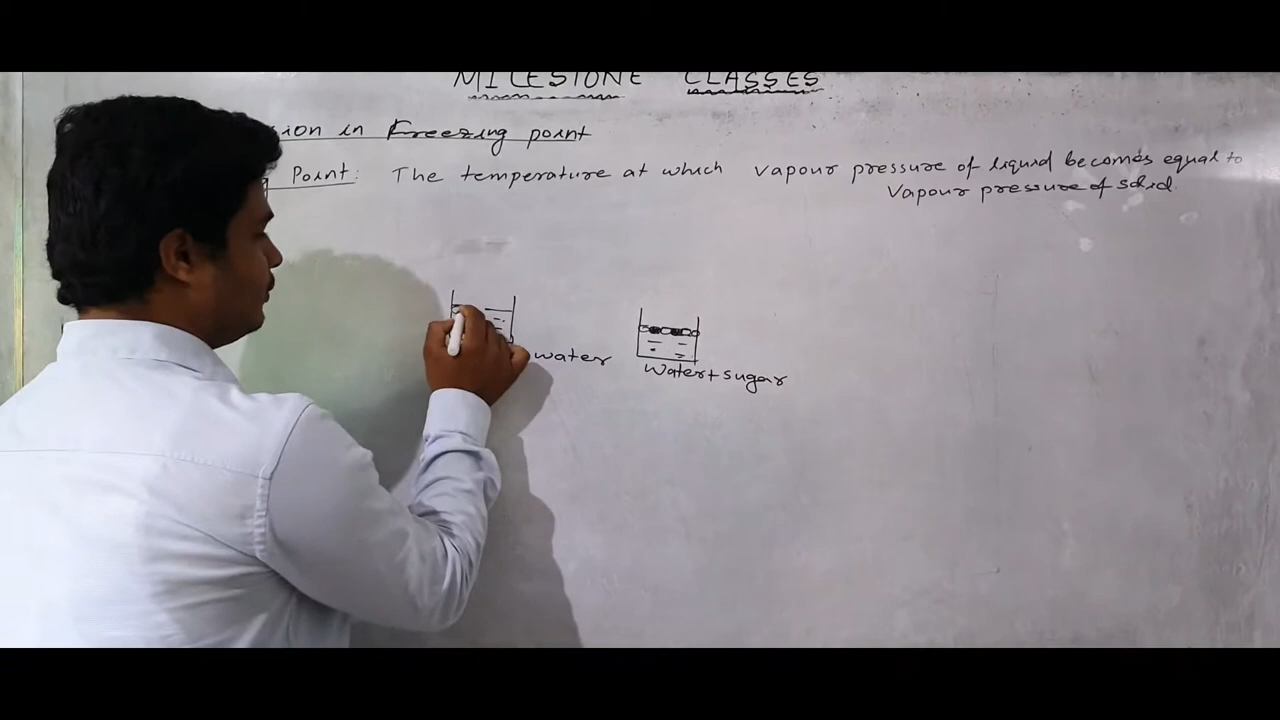 MILESTONE CLASSES
sion in Freezing point
g Point: The temperature at which vapour pressure of liquid becomes equal to
vapour pressure of solid.
water
water + sugar